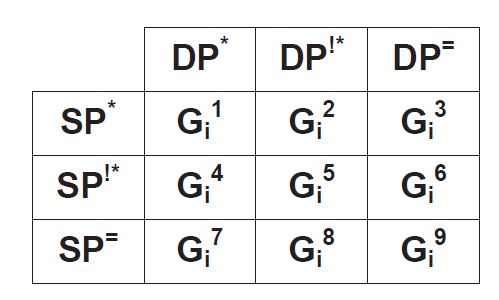 DP* DP!* DP=
SP* Gi1 Gi2 Gi3
SP!* Gi4 Gi5 Gi6
SP= Gi7 Gi8 Gi9